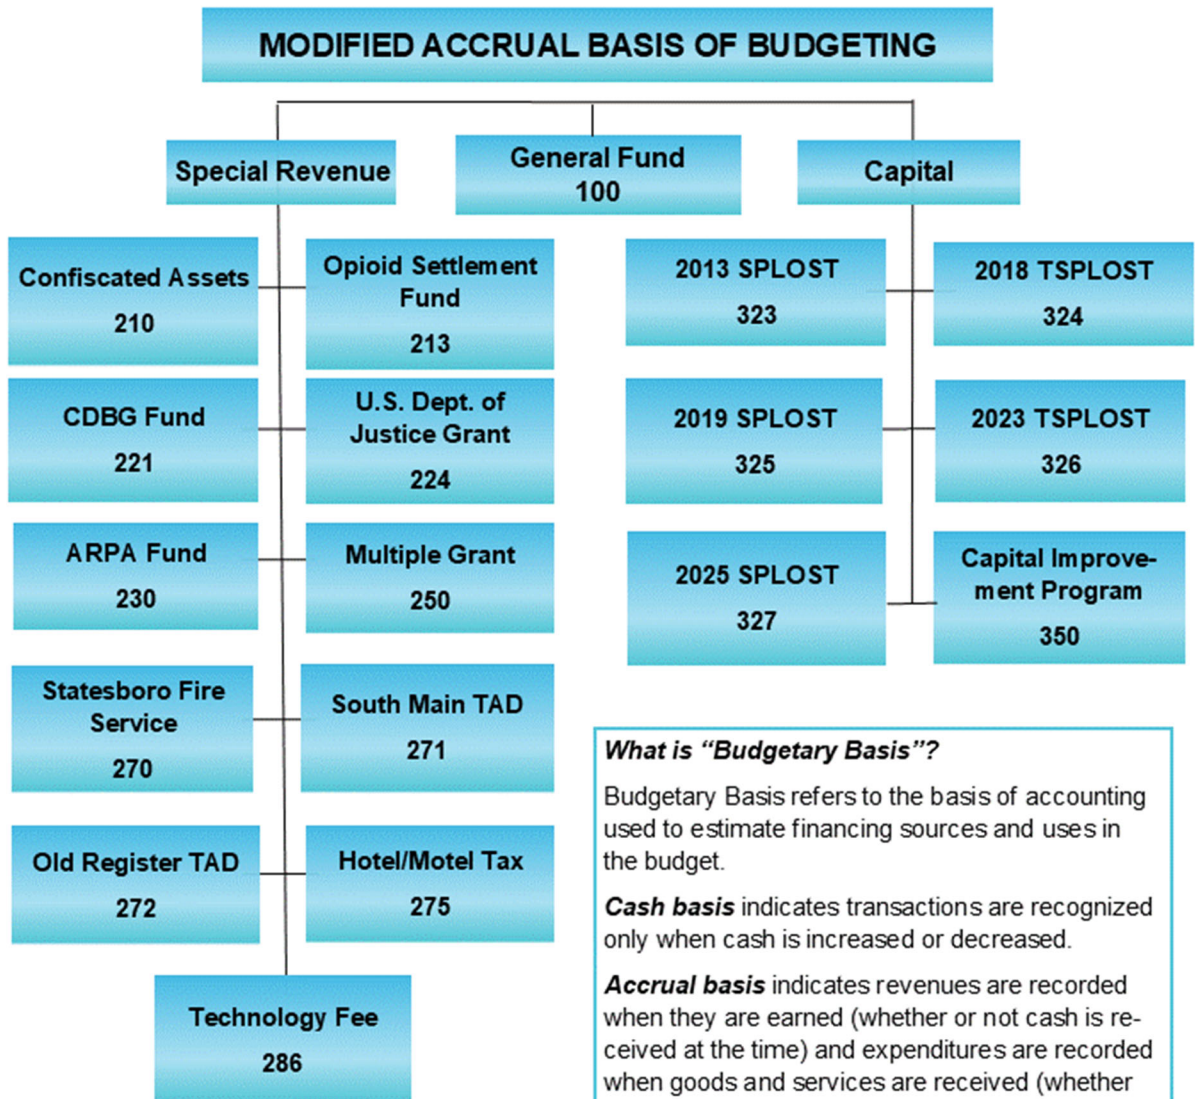 MODIFIED ACCRUAL BASIS OF BUDGETING
Special Revenue
General Fund
100
Capital
Confiscated Assets
210
Opioid Settlement
Fund
213
CDBG Fund
221
U.S. Dept. of
Justice Grant
224
ARPA Fund
230
Multiple Grant
250
Statesboro Fire
Service
270
South Main TAD
271
Old Register TAD
272
Hotel/Motel Tax
275
Technology Fee
286
2013 SPLOST
323
2018 TSPLOST
324
2019 SPLOST
325
2023 TSPLOST
326
2025 SPLOST
327
Capital Improve-
ment Program
350
What is “Budgetary Basis”?
Budgetary Basis refers to the basis of accounting
used to estimate financing sources and uses in
the budget.
Cash basis indicates transactions are recognized
only when cash is increased or decreased.
Accrual basis indicates revenues are recorded
when they are earned (whether or not cash is re-
ceived at the time) and expenditures are recorded
when goods and services are received (whether